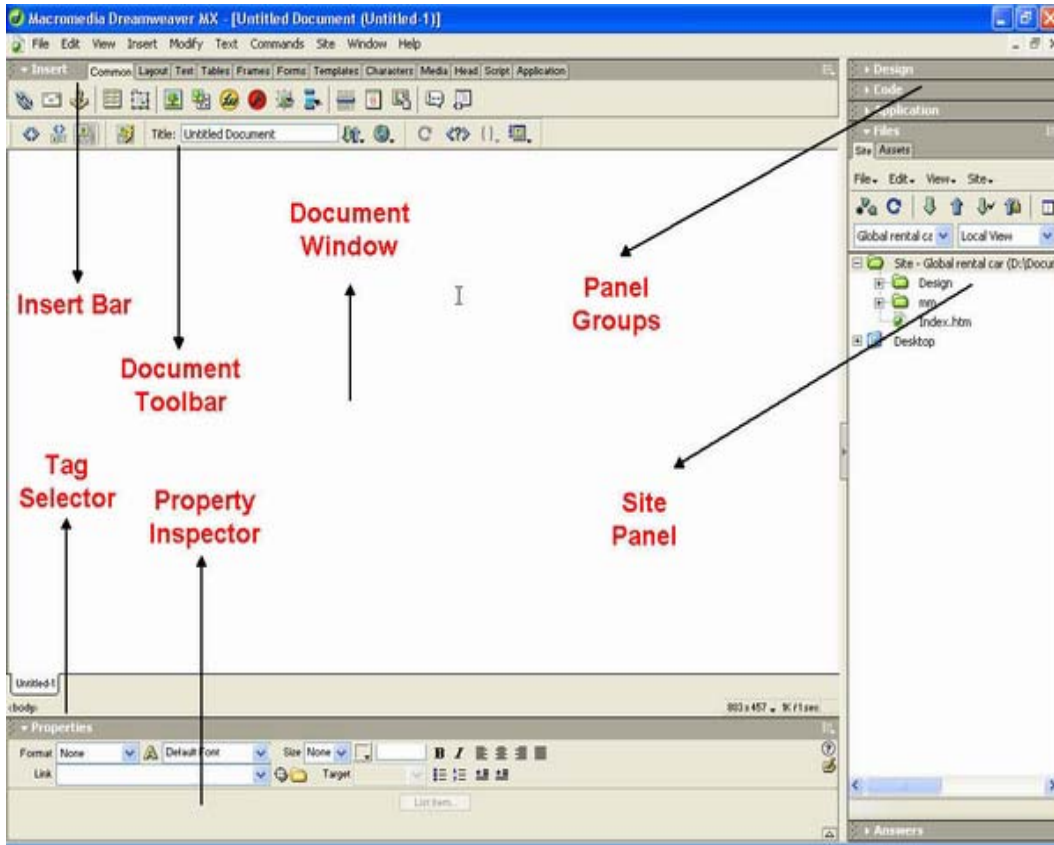 Macromedia Dreamweaver MX - [Untitled Document (Untitled-1)]
File Edit View Insert Modify Text Commands Site Window Help
Insert Common Layout Text Tables Frames Forms Templates Characters Media Head Script Application
Title: Untitled Document
Design
Code
Application
Files
Site Assets
File Edit View Site
Global rental ca Local View
Site - Global rental car (D:\Docum
Design
mm
Index.htm
Desktop
Document
Window
Insert Bar
Panel
Groups
Document
Toolbar
Tag
Selector
Property
Inspector
Site
Panel
Untitled-1
<body>
803 x 457 1K / 1 sec
Properties
Format None Default Font Size None B I
Link Target
List Item...
Answers